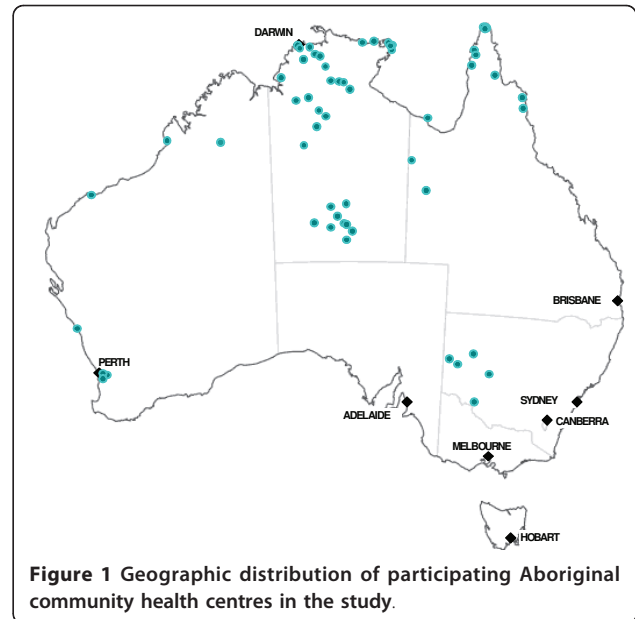 DARWIN
BRISBANE
PERTH
SYDNEY
ADELAIDE
CANBERRA
MELBOURNE
HOBART
Figure 1 Geographic distribution of participating Aboriginal
community health centres in the study.